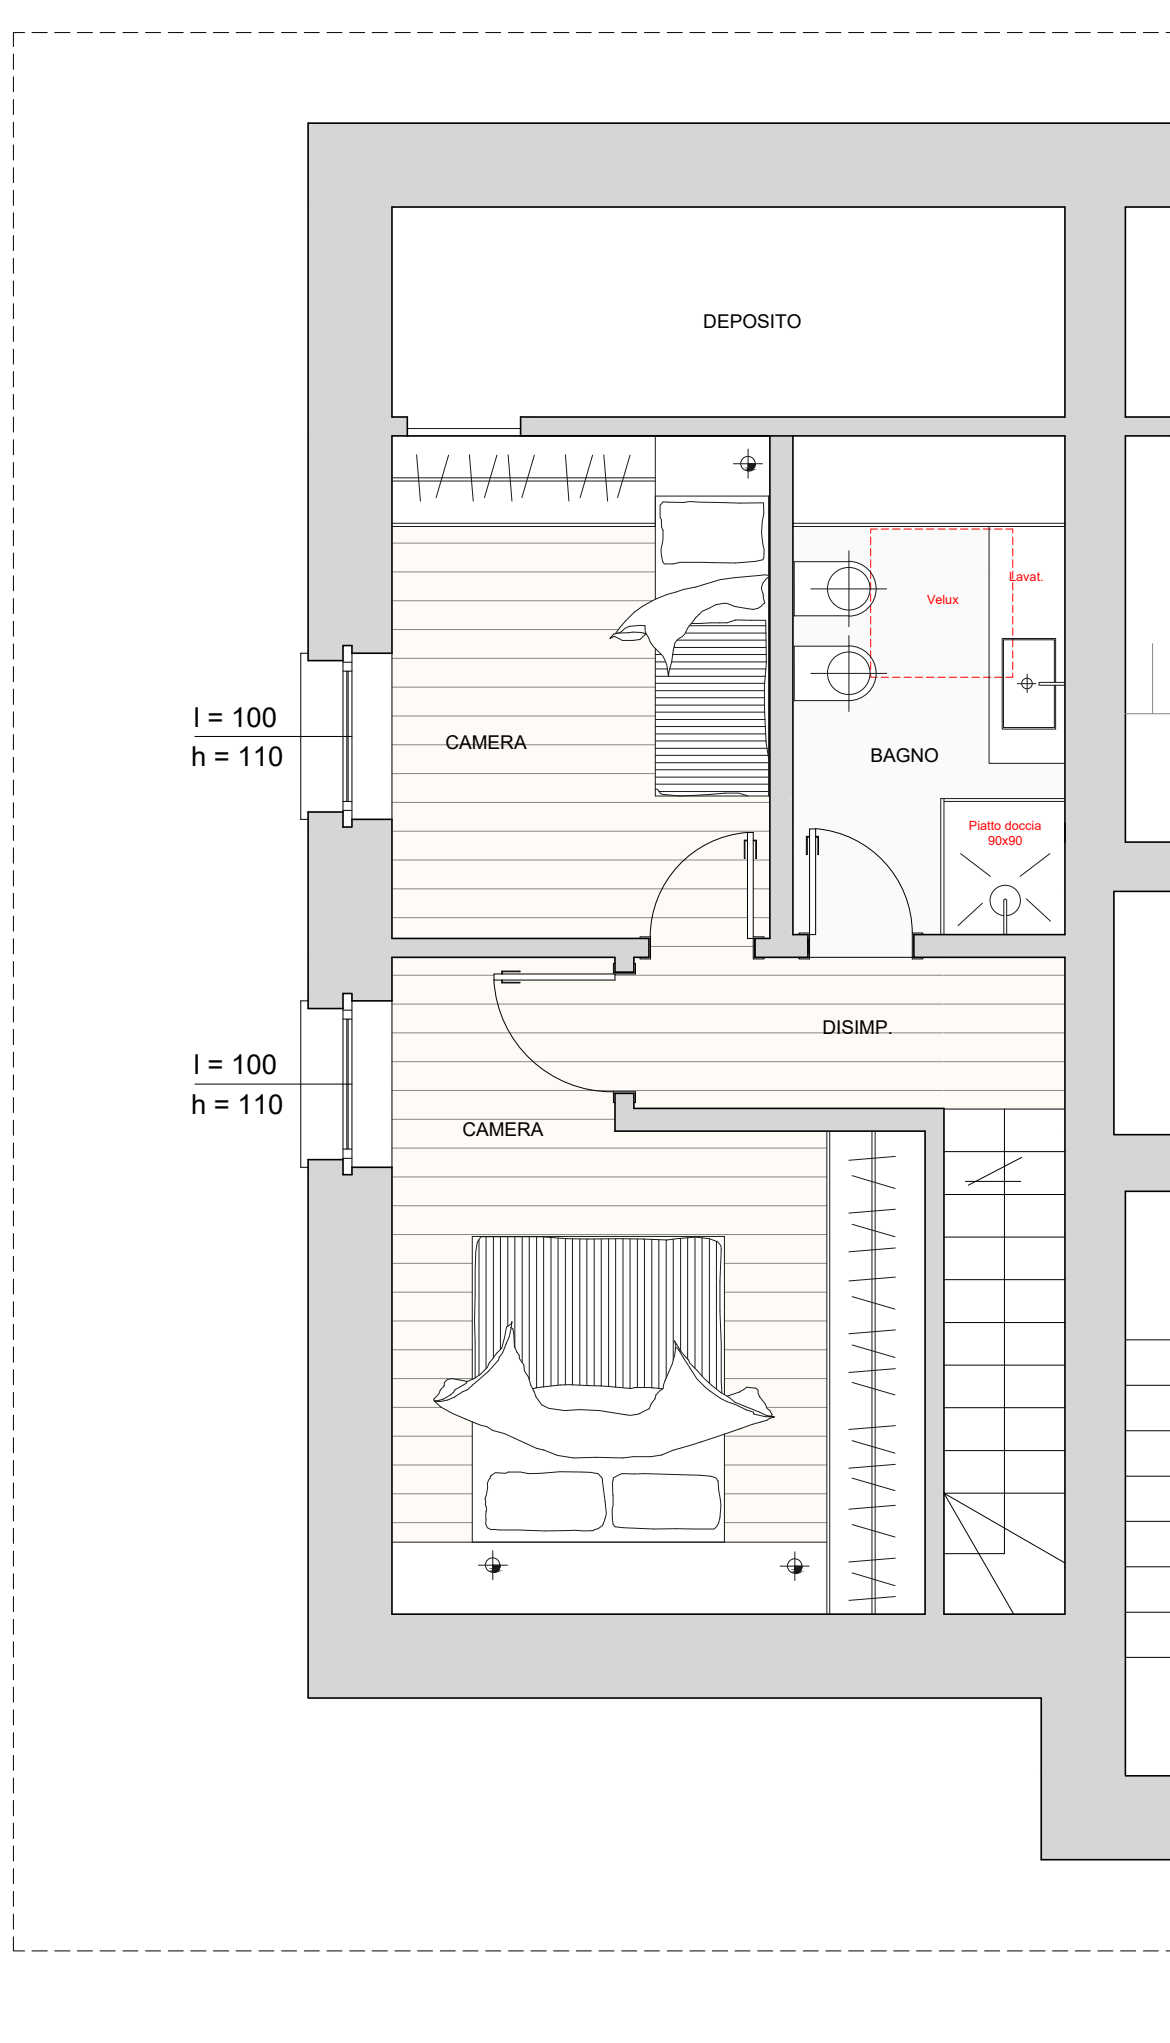 DEPOSITO
Lavat.
Velux
l = 100
h = 110
CAMERA
BAGNO
Piatto doccia
90x90
DISIMP.
l = 100
h = 110
CAMERA